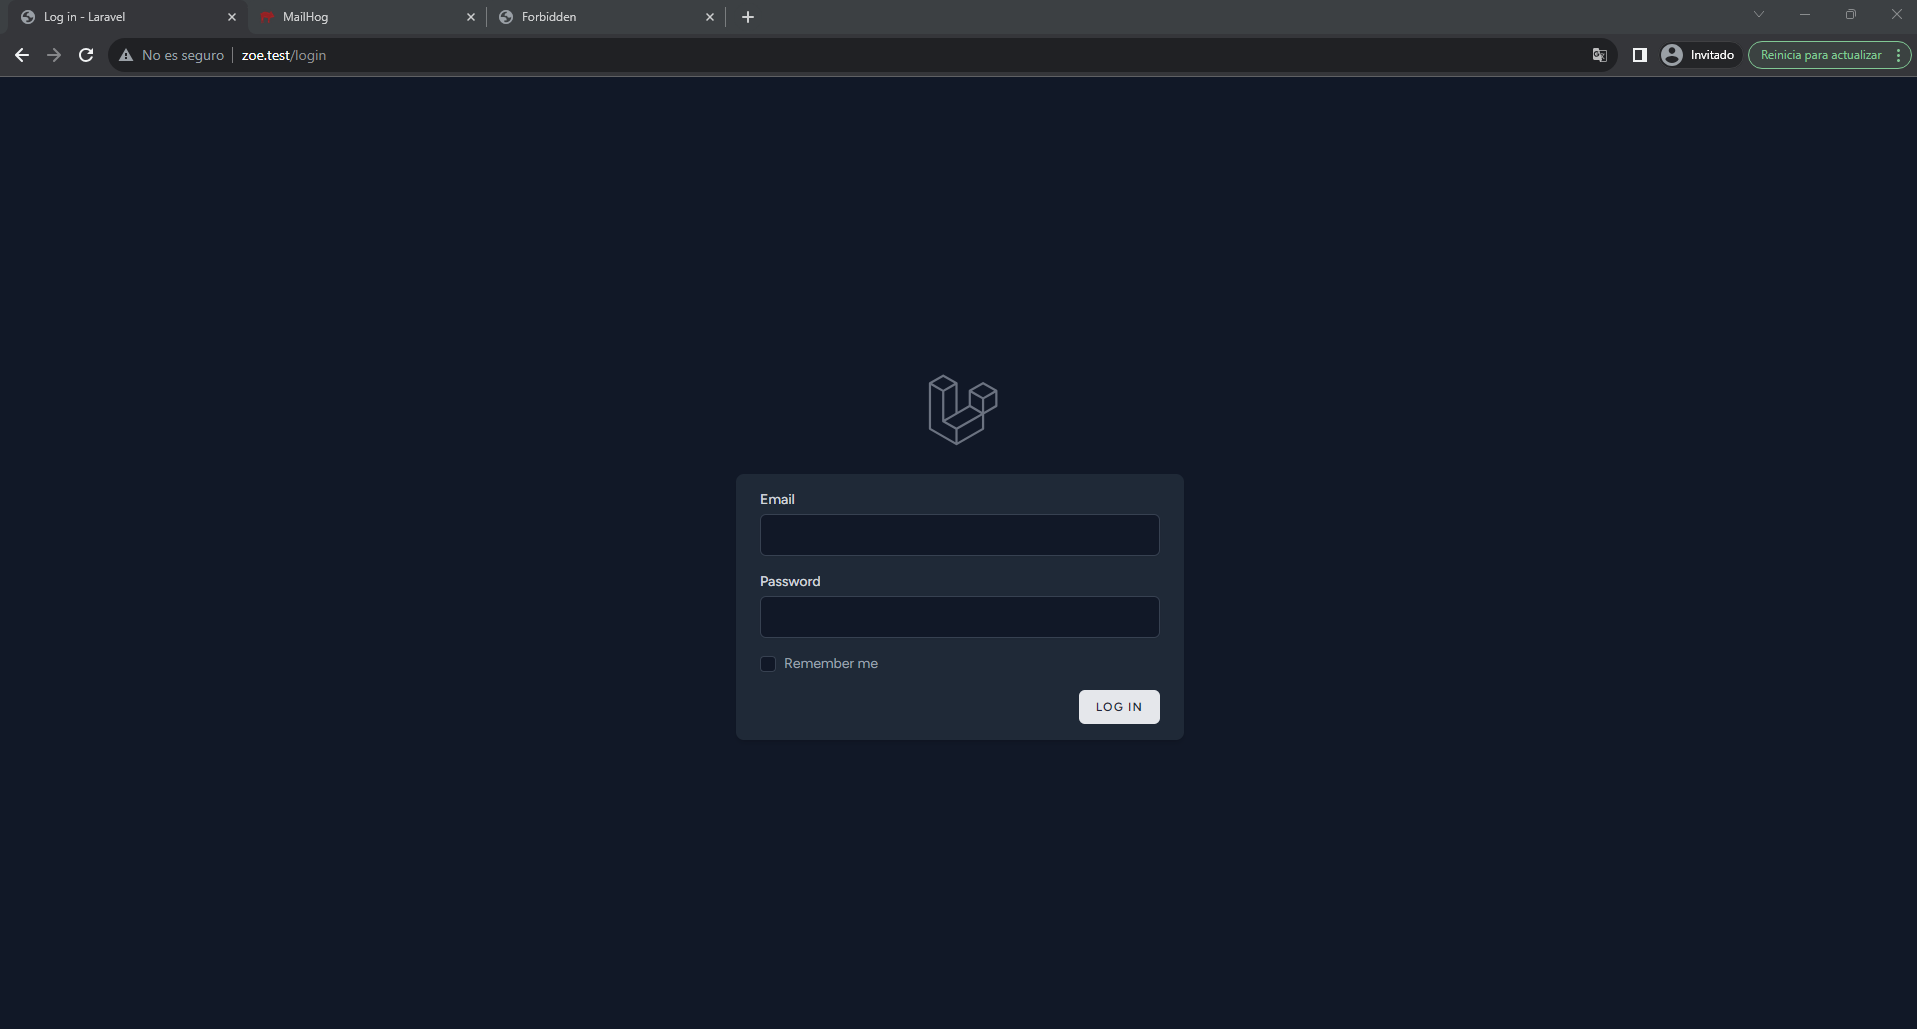 Log in - Laravel
MailHog
Forbidden
No es seguro
zoe.test/login
Invitado
Reinicia para actualizar
Email
Password
Remember me
LOG IN